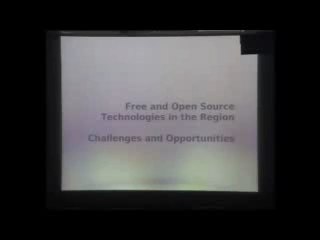 Free and Open Source
Technologies in the Region
Challenges and Opportunities